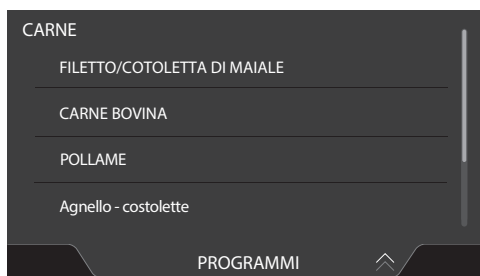 CARNE
FILETTO/COTOLETTA DI MAIALE
CARNE BOVINA
POLLAME
Agnello - costolette
PROGRAMMI